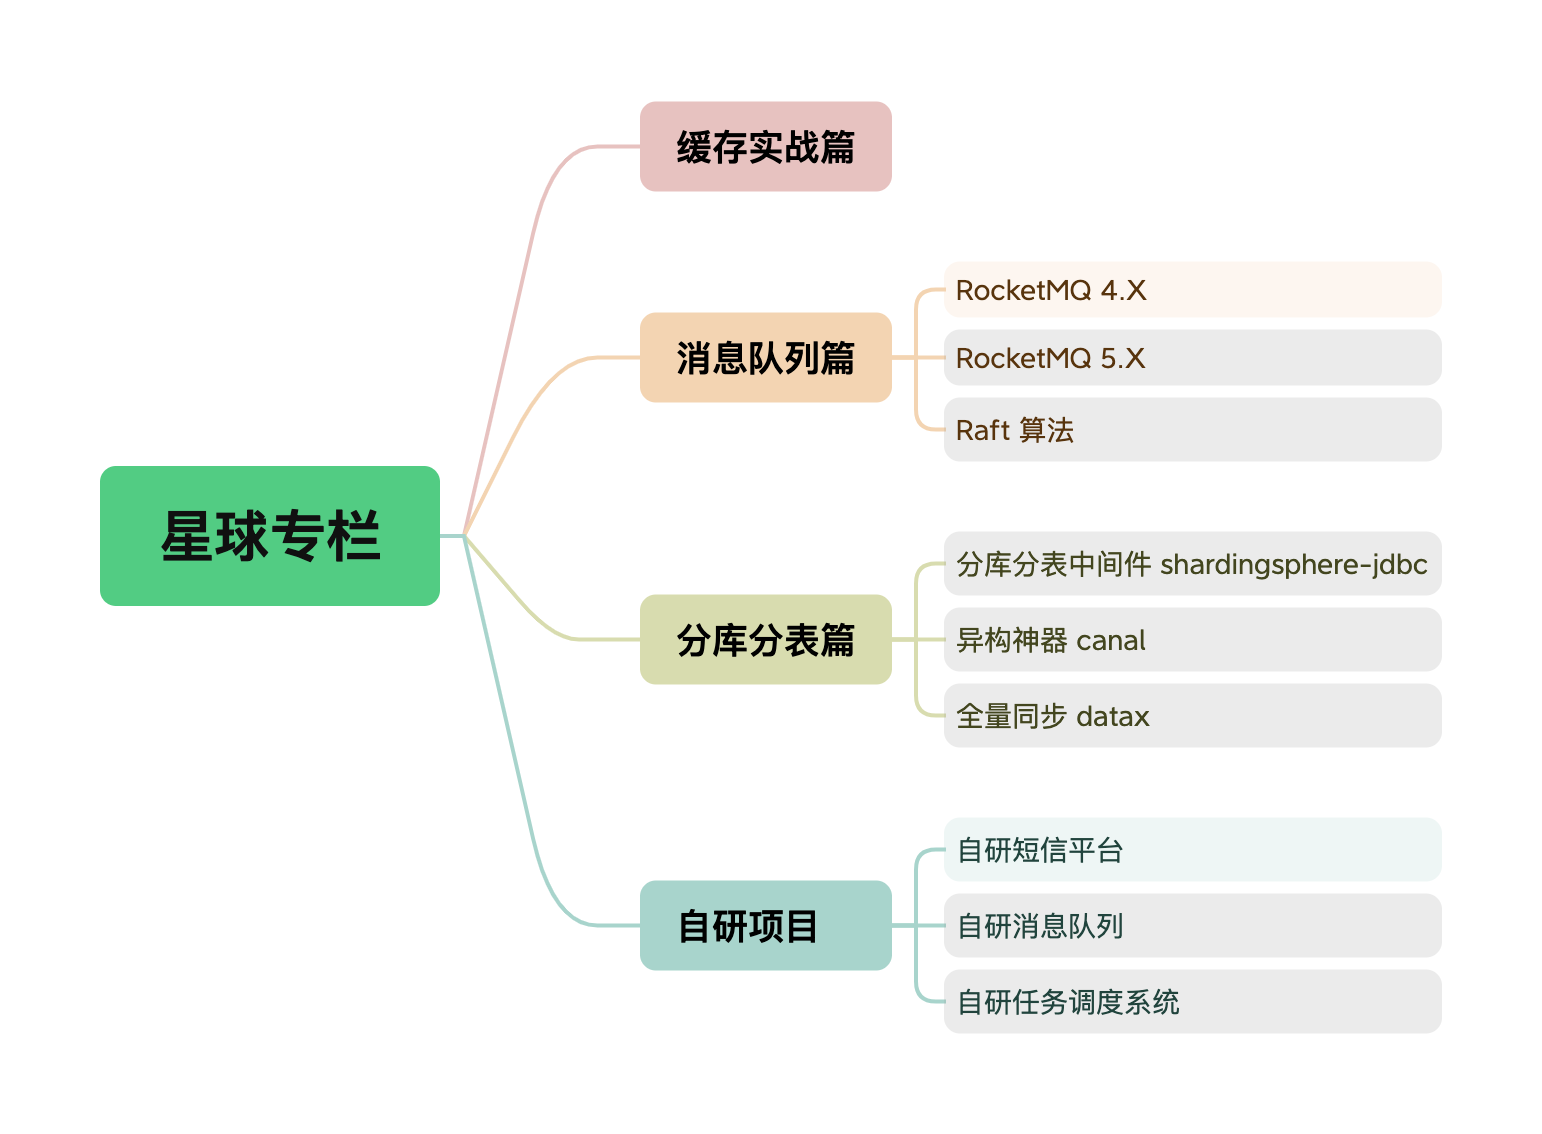 星球专栏
缓存实战篇
消息队列篇
RocketMQ 4.X
RocketMQ 5.X
Raft 算法
分库分表篇
分库分表中间件 shardingsphere-jdbc
异构神器 canal
全量同步 datax
自研项目
自研短信平台
自研消息队列
自研任务调度系统